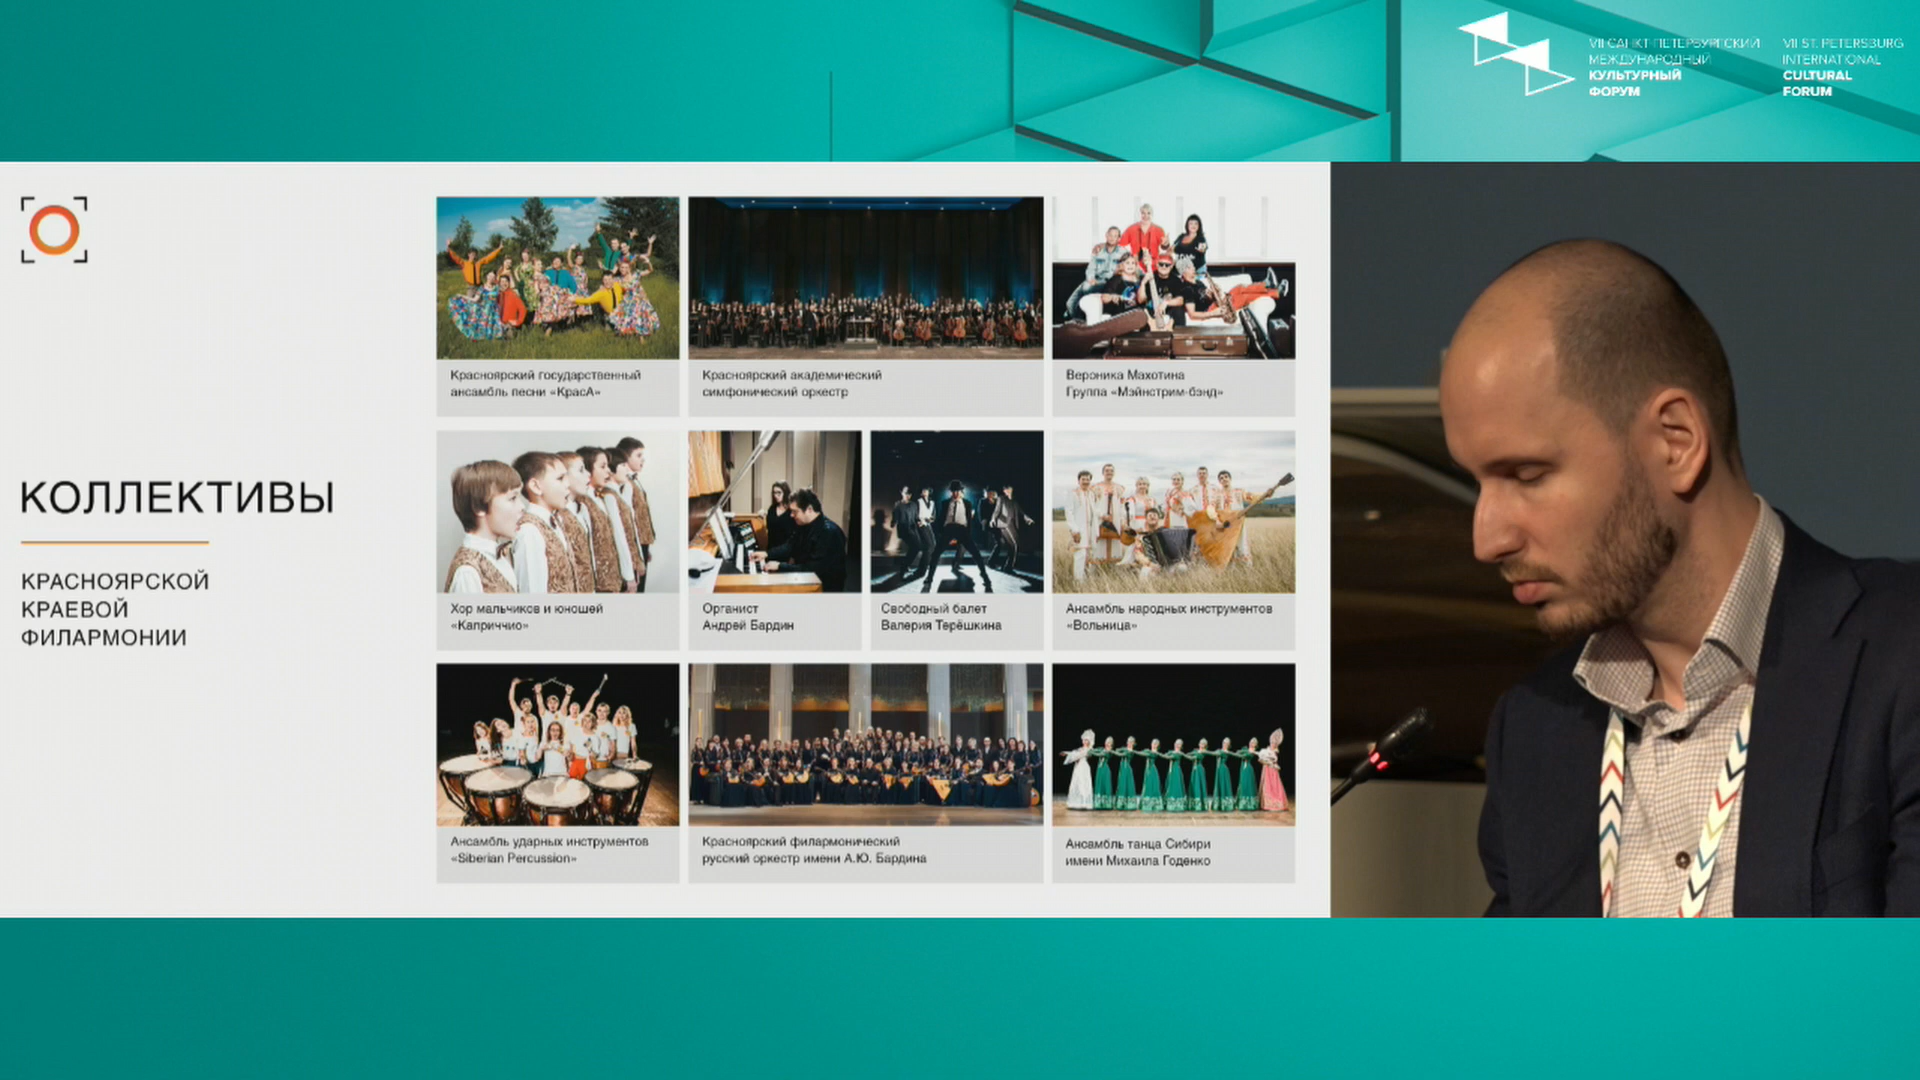 VII САНКТ-ПЕТЕРБУРГСКИЙ
МЕЖДУНАРОДНЫЙ
КУЛЬТУРНЫЙ
ФОРУМ
VII ST. PETERSBURG
INTERNATIONAL
CULTURAL
FORUM
КОЛЛЕКТИВЫ
КРАСНОЯРСКОЙ
КРАЕВОЙ
ФИЛАРМОНИИ
Красноярский государственный
ансамбль песни «КрасА»
Красноярский академический
симфонический оркестр
Вероника Махотина
Группа «Мэйнстрим-бэнд»
Хор мальчиков и юношей
«Каприччио»
Органист
Андрей Бардин
Свободный балет
Валерия Терёшкина
Ансамбль народных инструментов
«Вольница»
Ансамбль ударных инструментов
«Siberian Percussion»
Красноярский филармонический
русский оркестр имени А.Ю. Бардина
Ансамбль танца Сибири
имени Михаила Годенко